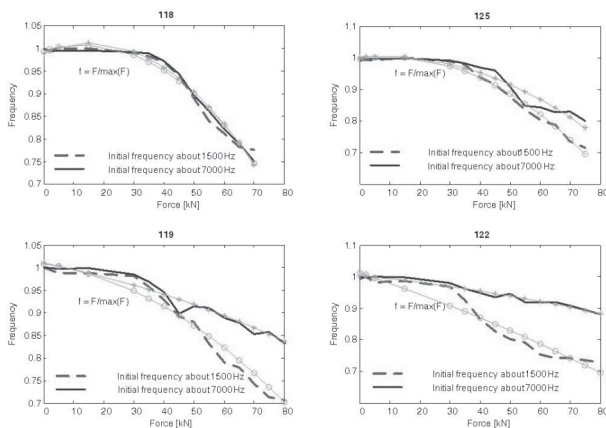 118
1.05
1
0.95
0.9
0.85
0.8
0.75
0.7
Frequency
f = F/max(F)
Initial frequency about 1500 Hz
Initial frequency about 7000 Hz
0 10 20 30 40 50 60 70 80
Force [kN]
125
1.1
1
0.9
0.8
0.7
Frequency
f = F/max(F)
Initial frequency about 1500 Hz
Initial frequency about 7000 Hz
0 10 20 30 40 50 60 70 80
Force [kN]
119
1.05
1
0.95
0.9
0.85
0.8
0.75
0.7
Frequency
f = F/max(F)
Initial frequency about 1500 Hz
Initial frequency about 7000 Hz
0 10 20 30 40 50 60 70 80
Force [kN]
122
1.1
1
0.9
0.8
0.7
Frequency
f = F/max(F)
Initial frequency about 1500 Hz
Initial frequency about 7000 Hz
0 10 20 30 40 50 60 70 80
Force [kN]